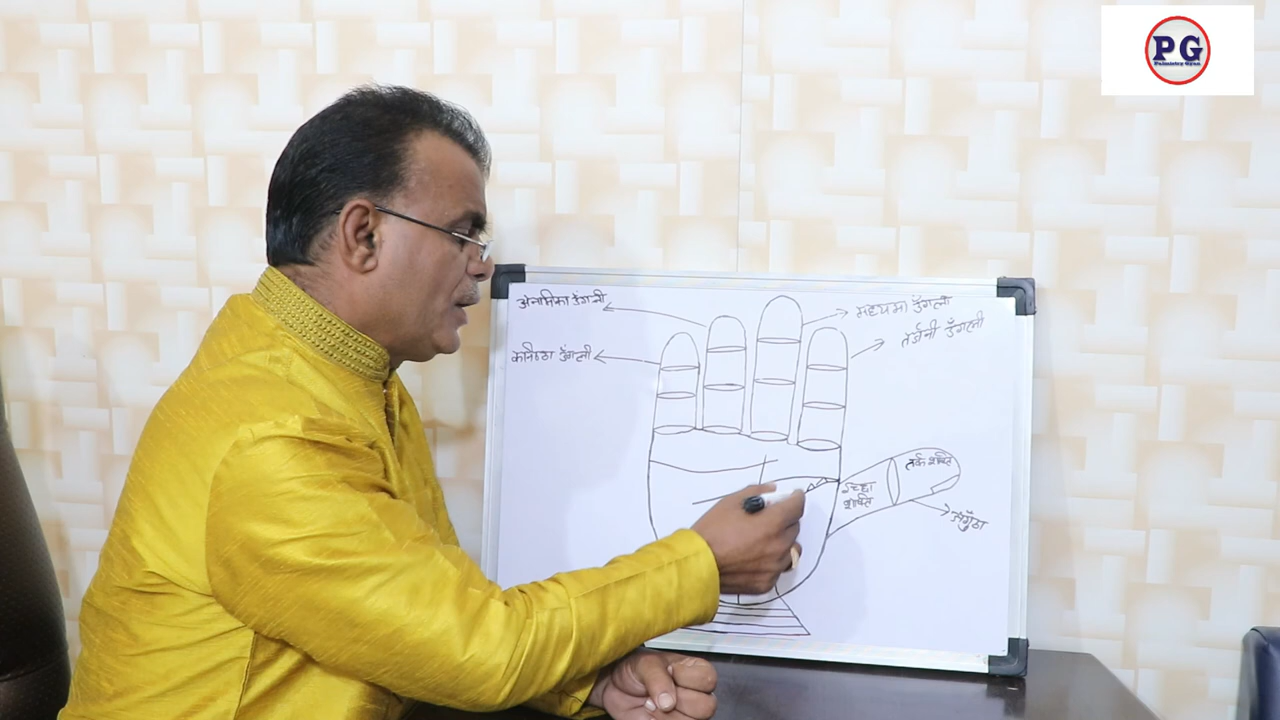 PG
Palmistry Gyan
अनामिका उंगली
मध्यमा उँगली
तर्जनी उँगली
कनिष्ठा उंगली
तर्क शक्ति
इच्छा
शक्ति
अंगुँठा